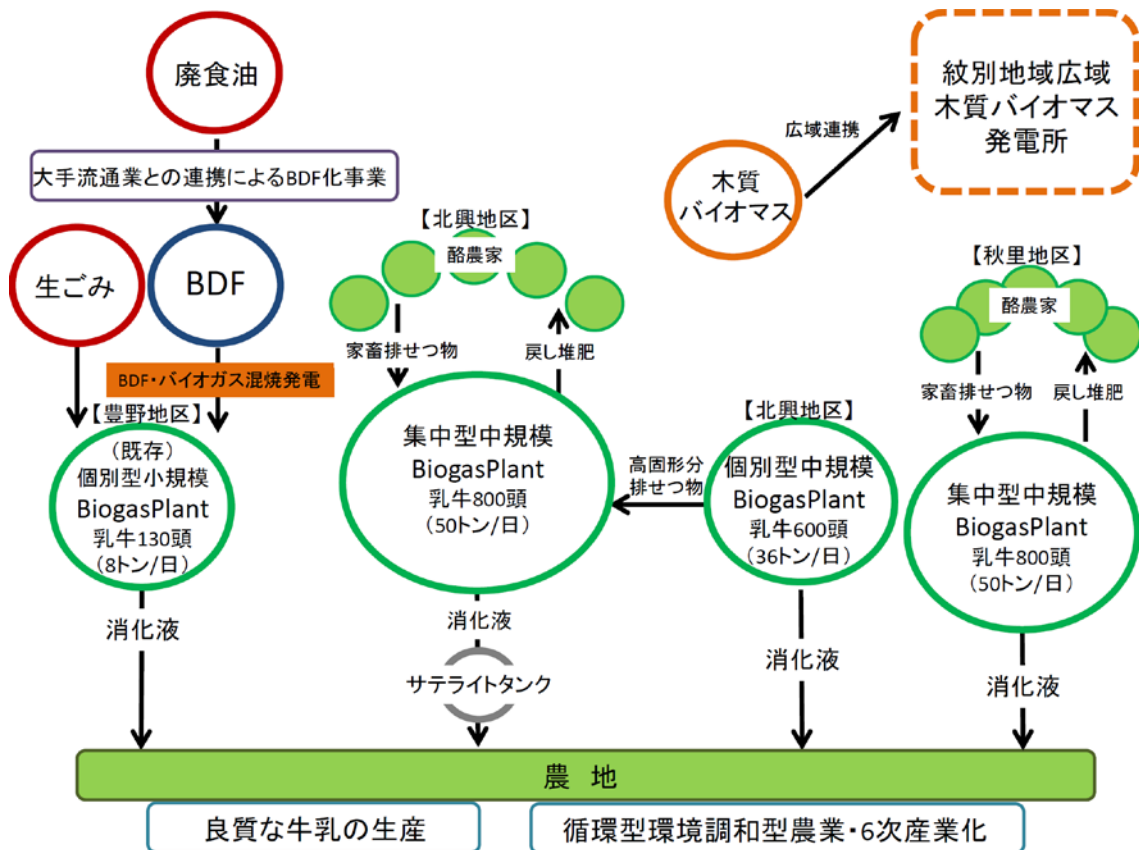 廃食油
大手流通業との連携によるBDF化事業
生ごみ
BDF
BDF・バイオガス混焼発電
【豊野地区】
（既存）
個別型小規模
BiogasPlant
乳牛130頭
（8トン/日）
消化液
【北興地区】
酪農家
家畜排せつ物
戻し堆肥
集中型中規模
BiogasPlant
乳牛800頭
（50トン/日）
消化液
サテライトタンク
高固形分
排せつ物
【北興地区】
個別型中規模
BiogasPlant
乳牛600頭
（36トン/日）
消化液
木質
バイオマス
広域連携
紋別地域広域
木質バイオマス
発電所
【秋里地区】
酪農家
家畜排せつ物
戻し堆肥
集中型中規模
BiogasPlant
乳牛800頭
（50トン/日）
消化液
農 地
良質な牛乳の生産
循環型環境調和型農業・6次産業化